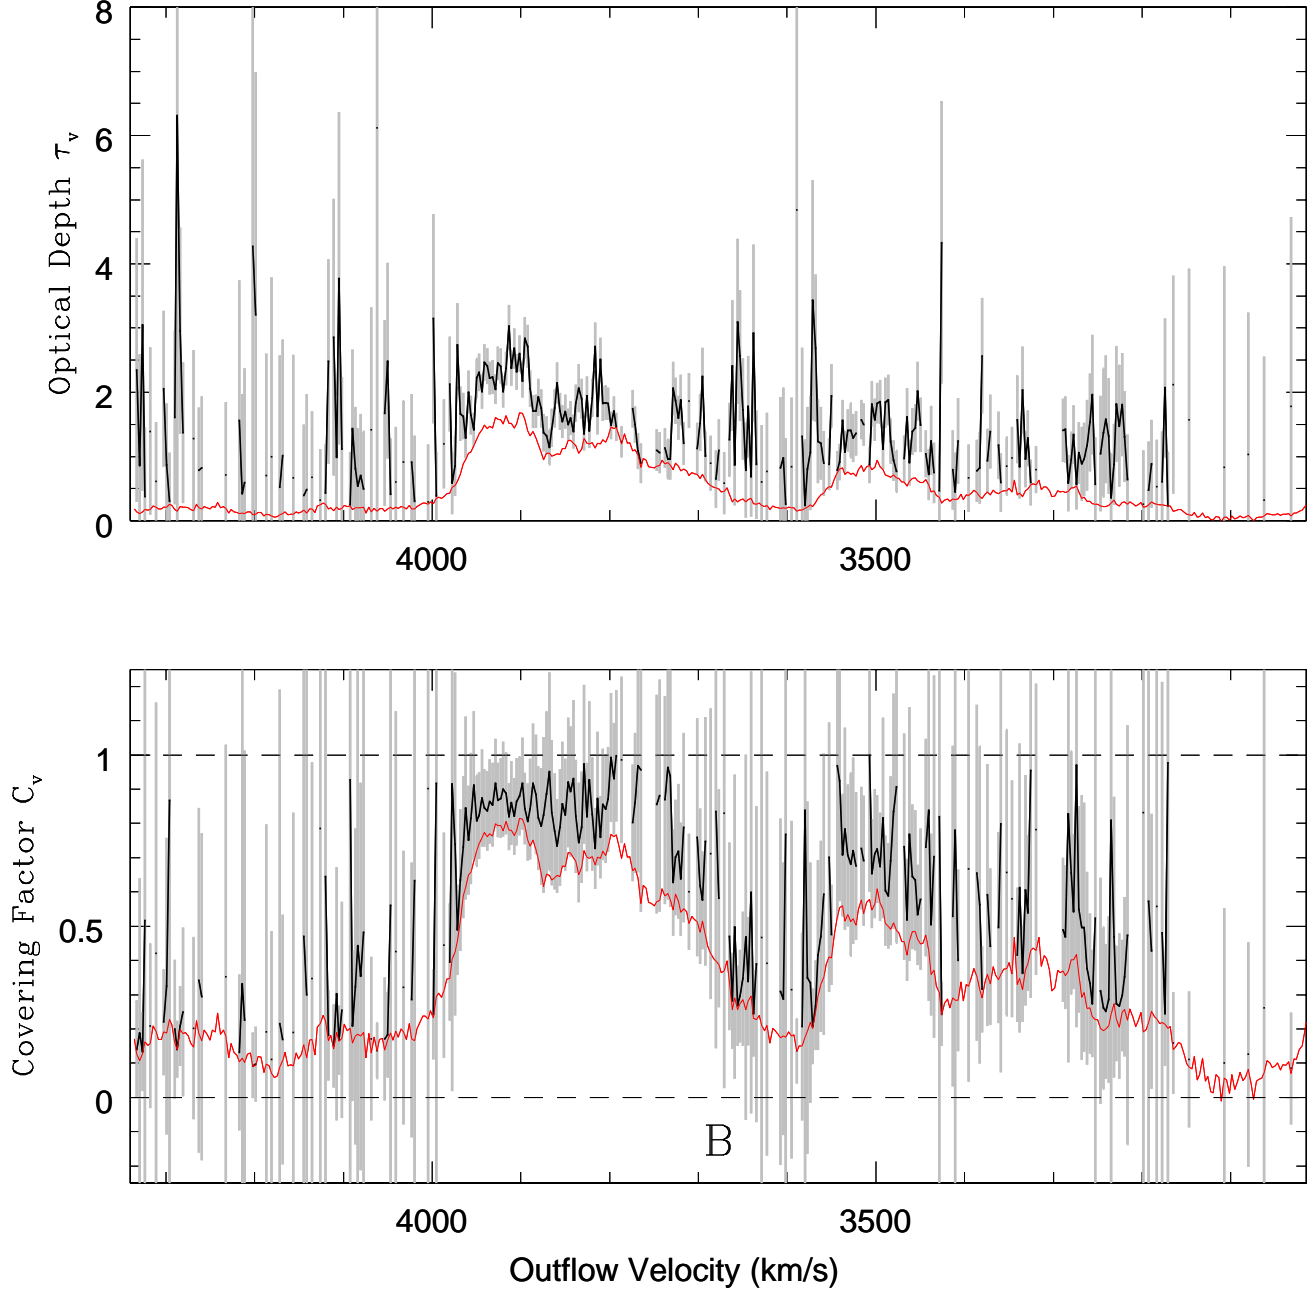 8
6
4
2
0
Optical Depth τv
4000 3500
1
0.5
0
Covering Factor Cv
B
4000 3500
Outflow Velocity (km/s)